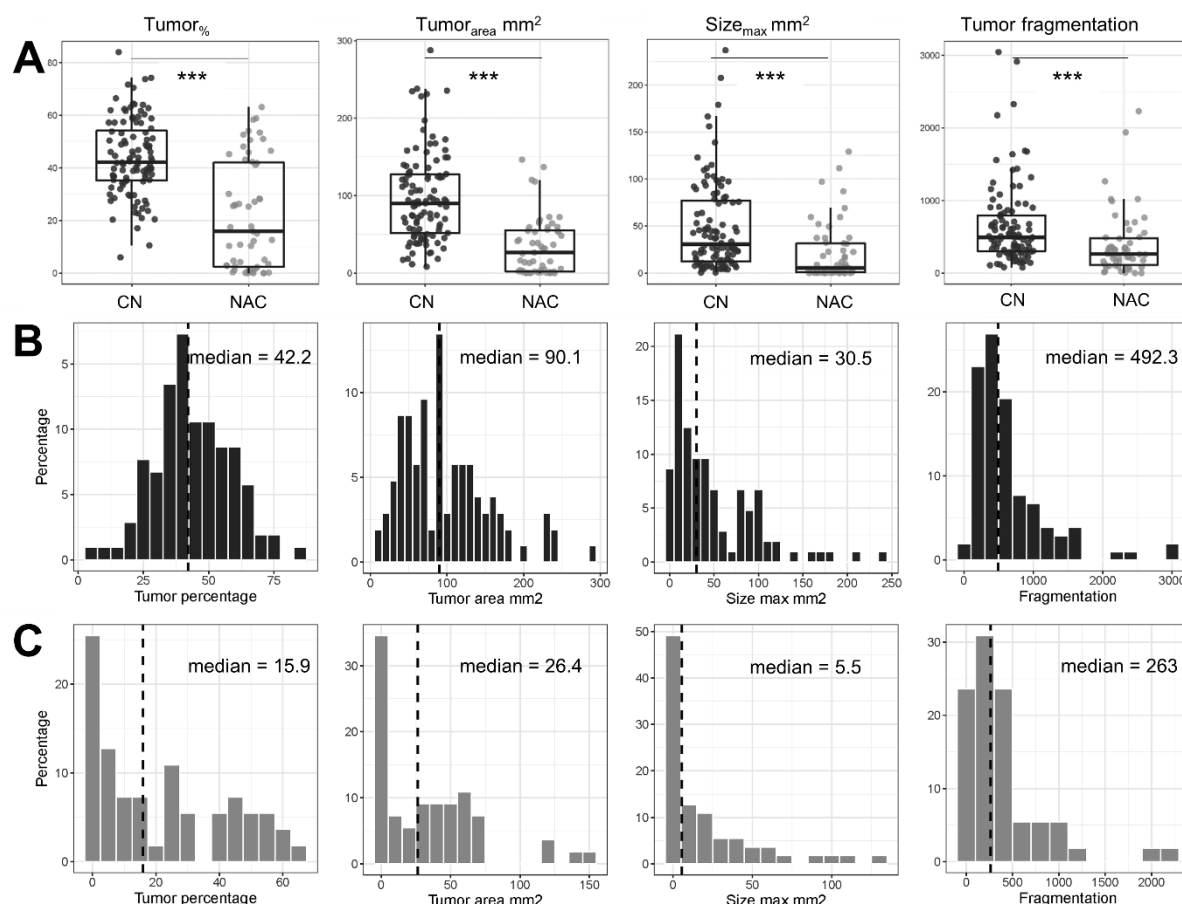 A
Tumor% Tumorarea mm² Sizemax mm² Tumor fragmentation
80
60
40
20
0
***
CN NAC
300
200
100
0
***
CN NAC
200
150
100
50
0
***
CN NAC
3000
2000
1000
0
***
CN NAC
B
Percentage
5
10
5
0
median = 42.2
25 50 75
Tumor percentage
10
5
0
median = 90.1
0 100 200 300
Tumor area mm2
20
15
10
5
0
median = 30.5
0 50 100 150 200 250
Size max mm2
20
10
0
median = 492.3
0 1000 2000 3000
Fragmentation
C
Percentage
20
10
0
median = 15.9
0 20 40 60
Tumor percentage
30
20
10
0
median = 26.4
0 50 100 150
Tumor area mm2
50
40
30
20
10
0
median = 5.5
0 50 100
Size max mm2
30
20
10
0
median = 263
0 500 1000 1500 2000
Fragmentation